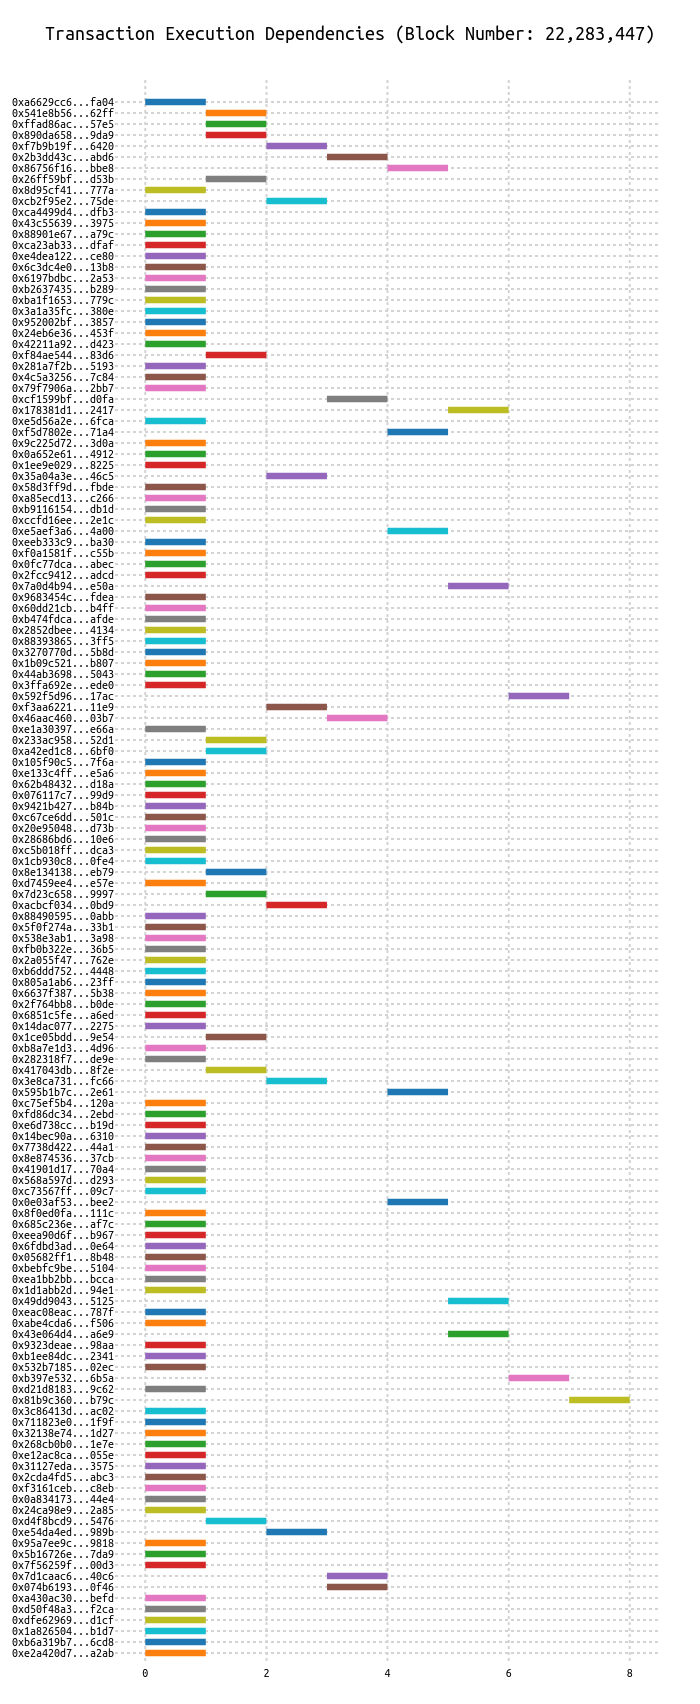 Transaction Execution Dependencies (Block Number: 22,283,447)
0xa6629cc6...fa04
0x541e8b56...62ff
0xffad86ac...57e5
0x890da658...9da9
0xf7b9b19f...6420
0x2b3dd43c...abd6
0x86756f16...bbe8
0x26ff59bf...d53b
0x8d95cf41...777a
0xcb2f95e2...75de
0xca4499d4...dfb3
0x43c55639...3975
0x88901e67...a79c
0xca23ab33...dfaf
0xe4dea122...ce80
0x6c3dc4e0...13b8
0x6197bdbc...2a53
0xb2637435...b289
0xba1f1653...779c
0x3a1a35fc...380e
0x952002bf...3857
0x24eb6e36...453f
0x42211a92...d423
0xf84ae544...83d6
0x281a7f2b...5193
0x4c5a3256...7c84
0x79f7906a...2bb7
0xcf1599bf...d0fa
0x178381d1...2417
0xe5d56a2e...6fca
0xf5d7802e...71a4
0x9c225d72...3d0a
0x0a652e61...4912
0x1ee9e029...8225
0x35a04a3e...46c5
0x58d3ff9d...fbde
0xa85ecd13...c266
0xb9116154...db1d
0xccfd16ee...2e1c
0xe5aef3a6...4a00
0xeeb333c9...ba30
0xf0a1581f...c55b
0x0fc77dca...abec
0x2fcc9412...adcd
0x7a0d4b94...e50a
0x9683454c...fdea
0x60dd21cb...b4ff
0xb474fdca...afde
0x2852dbee...4134
0x88393865...3ff5
0x3270770d...5b8d
0x1b09c521...b807
0x44ab3698...5043
0x3ffa692e...ede0
0x592f5d96...17ac
0xf3aa6221...11e9
0x46aac460...03b7
0xe1a30397...e66a
0x233ac958...52d1
0xa42ed1c8...6bf0
0x105f90c5...7f6a
0xe133c4ff...e5a6
0x62b48432...d18a
0x076117c7...99d9
0x9421b427...b84b
0xc67ce6dd...501c
0x20e95048...d73b
0x28686bd6...10e6
0xc5b018ff...dca3
0x1cb930c8...0fe4
0x8e134138...eb79
0xd7459ee4...e57e
0x7d23c658...9997
0xacbcf034...0bd9
0x88490595...0abb
0x5f0f274a...33b1
0x538e3ab1...3a98
0xfb0b322e...36b5
0x2a055f47...762e
0xb6ddd752...4448
0x805a1ab6...23ff
0x6637f387...5b38
0x2f764bb8...b0de
0x6851c5fe...a6ed
0x14dac077...2275
0x1ce05bdd...9e54
0xb8a7e1d3...4d96
0x282318f7...de9e
0x417043db...8f2e
0x3e8ca731...fc66
0x595b1b7c...2e61
0xc75ef5b4...120a
0xfd86dc34...2ebd
0xe6d738cc...b19d
0x14bec90a...6310
0x7738d422...44a1
0x8e874536...37cb
0x41901d17...70a4
0x568a597d...d293
0xc73567ff...09c7
0x0e03af53...bee2
0x8f0ed0fa...111c
0x685c236e...af7c
0xeea90d6f...b967
0x6fdbd3ad...0e64
0x05682ff1...8b48
0xbebfc9be...5104
0xea1bb2bb...bcca
0x1d1abb2d...94e1
0x49dd9043...5125
0xeac08eac...787f
0xabe4cda6...f506
0x43e064d4...a6e9
0x9323deae...98aa
0xb1ee84dc...2341
0x532b7185...02ec
0xb397e532...6b5a
0xd21d8183...9c62
0x81b9c360...b79c
0x3c86413d...ac02
0x711823e0...1f9f
0x32138e74...1d27
0x268cb0b0...1e7e
0xe12ac8ca...055e
0x31127eda...3575
0x2cda4fd5...abc3
0xf3161ceb...c8eb
0x0a834173...44e4
0x24ca98e9...2a85
0xd4f8bcd9...5476
0xe54da4ed...989b
0x95a7ee9c...9818
0x5b16726e...7da9
0x7f56259f...00d3
0x7d1caac6...40c6
0x074b6193...0f46
0xa430ac30...befd
0xd50f48a3...f2ca
0xdfe62969...d1cf
0x1a826504...b1d7
0xb6a319b7...6cd8
0xe2a420d7...a2ab
0 2 4 6 8